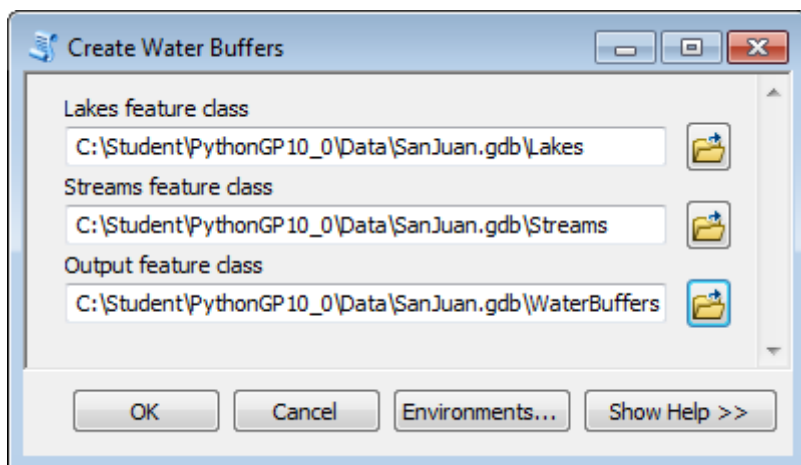 Create Water Buffers
Lakes feature class
C:\Student\PythonGP10_0\Data\SanJuan.gdb\Lakes
Streams feature class
C:\Student\PythonGP10_0\Data\SanJuan.gdb\Streams
Output feature class
C:\Student\PythonGP10_0\Data\SanJuan.gdb\WaterBuffers
OK Cancel Environments... Show Help >>